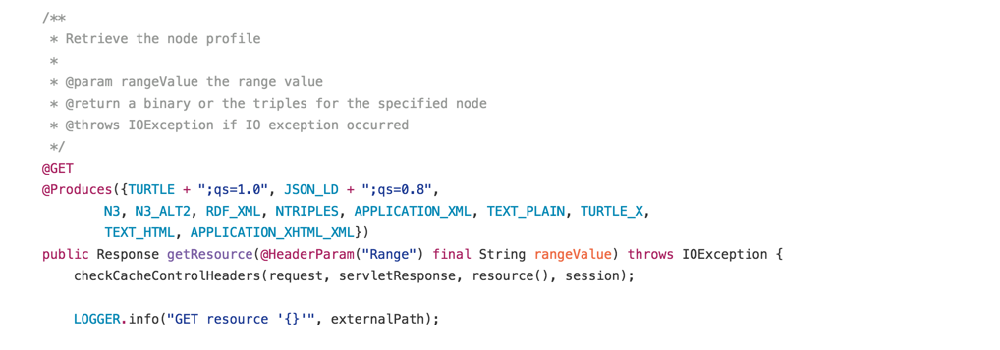 /**
 * Retrieve the node profile
 *
 * @param rangeValue the range value
 * @return a binary or the triples for the specified node
 * @throws IOException if IO exception occurred
 */
@GET
@Produces({TURTLE + ";qs=1.0", JSON_LD + ";qs=0.8",
        N3, N3_ALT2, RDF_XML, NTRIPLES, APPLICATION_XML, TEXT_PLAIN, TURTLE_X,
        TEXT_HTML, APPLICATION_XHTML_XML})
public Response getResource(@HeaderParam("Range") final String rangeValue) throws IOException {
    checkCacheControlHeaders(request, servletResponse, resource(), session);

    LOGGER.info("GET resource '{}'", externalPath);